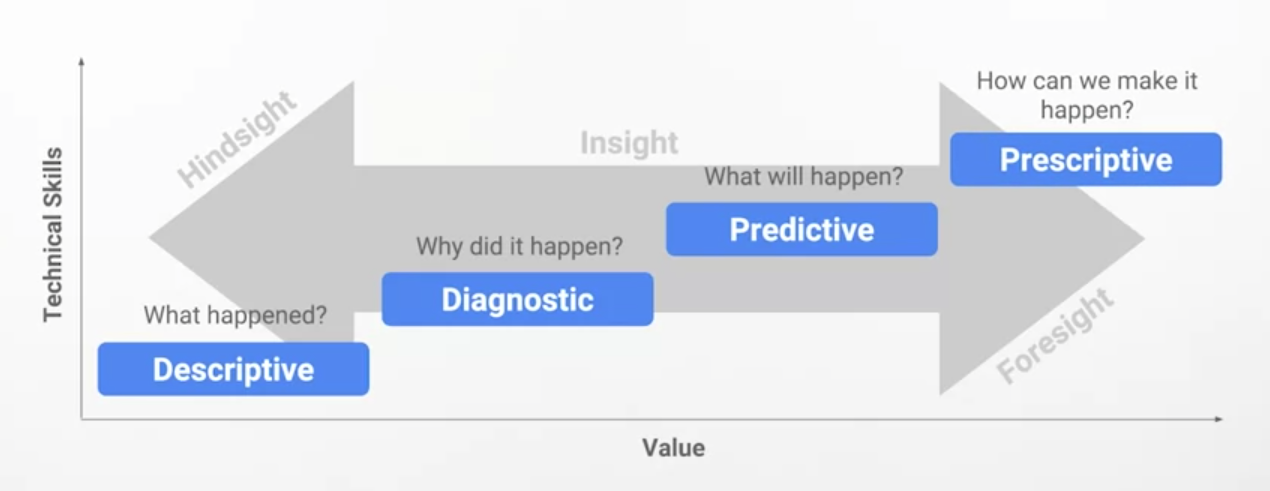 Technical Skills
Hindsight
Insight
Foresight
What happened?
Descriptive
Why did it happen?
Diagnostic
What will happen?
Predictive
How can we make it
happen?
Prescriptive
Value